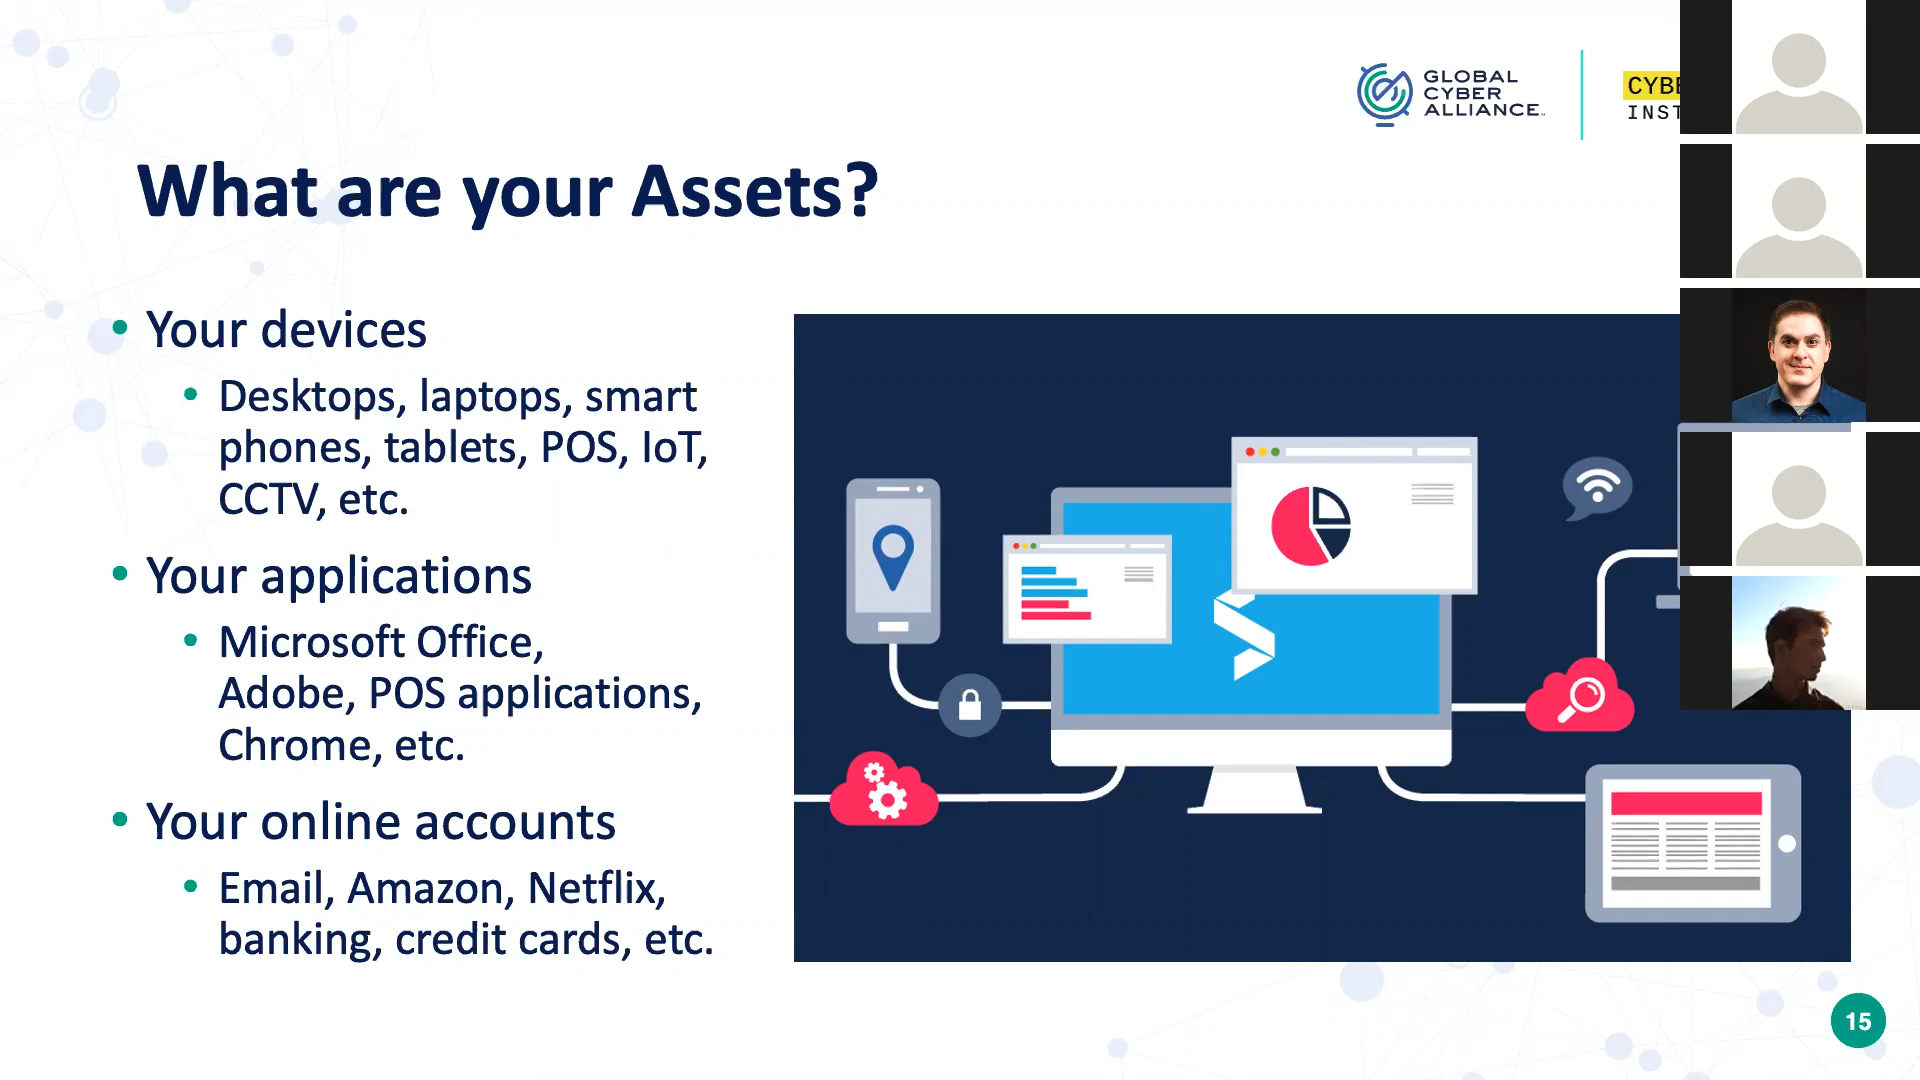 GLOBAL
CYBER
ALLIANCE
What are your Assets?
• Your devices
• Desktops, laptops, smart
phones, tablets, POS, IoT,
CCTV, etc.
• Your applications
• Microsoft Office,
Adobe, POS applications,
Chrome, etc.
• Your online accounts
• Email, Amazon, Netflix,
banking, credit cards, etc.
15